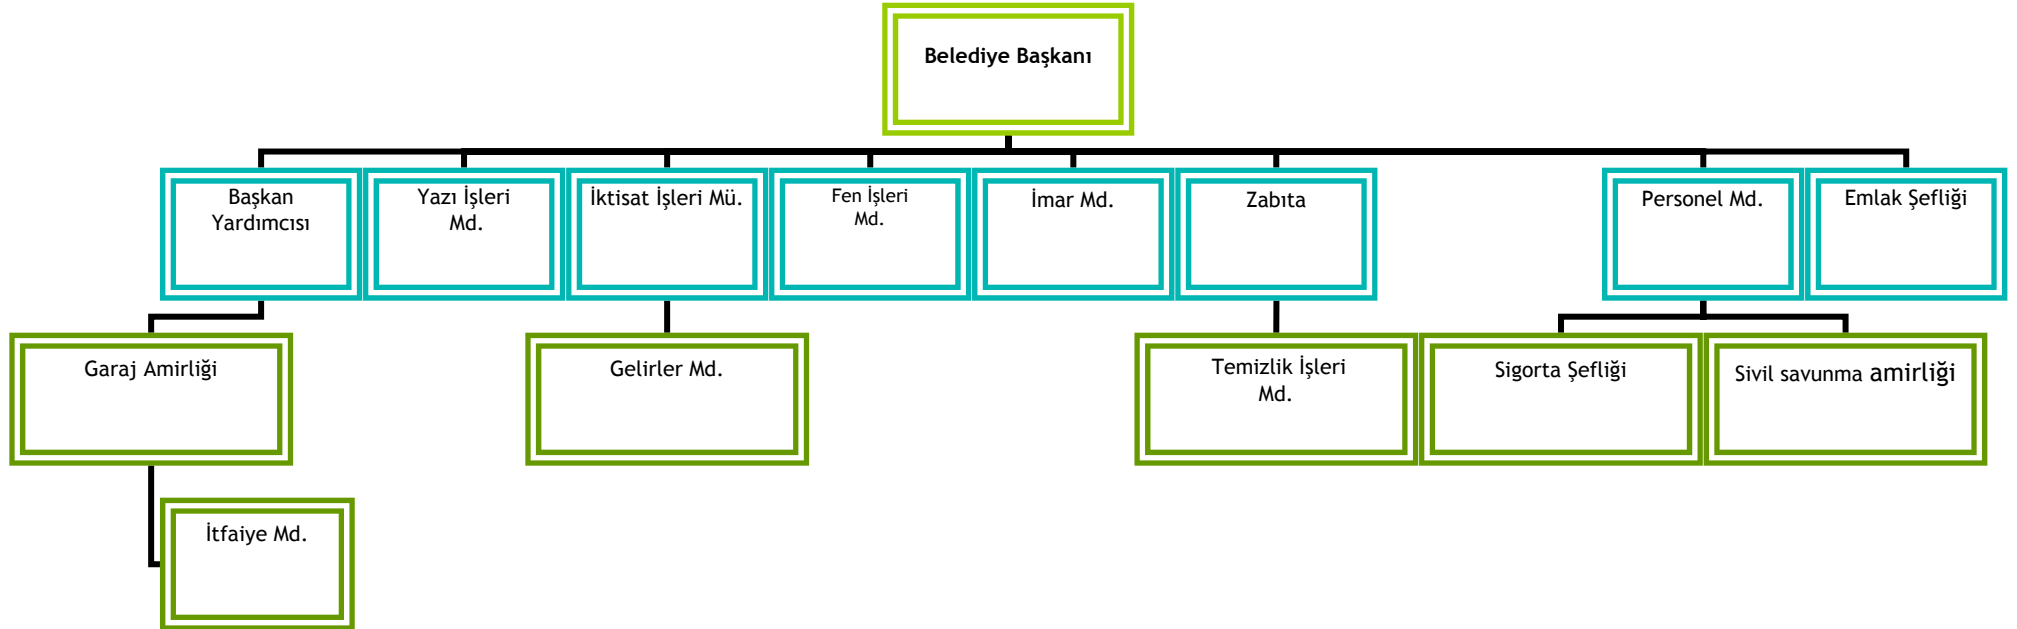 Belediye Başkanı
Başkan
Yardımcısı
Yazı İşleri
Md.
İktisat İşleri Mü.
Fen İşleri
Md.
İmar Md.
Zabıta
Personel Md.
Emlak Şefliği
Garaj Amirliği
Gelirler Md.
Temizlik İşleri
Md.
Sigorta Şefliği
Sivil savunma amirliği
İtfaiye Md.